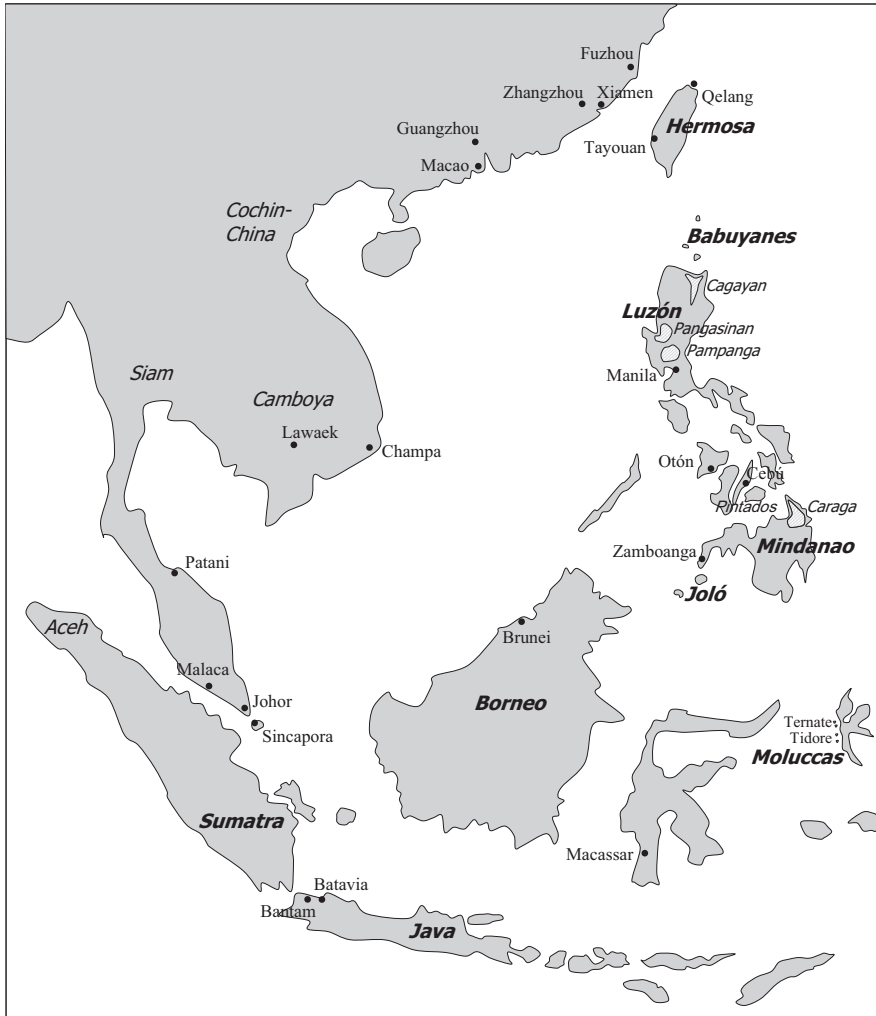 Fuzhou
Zhangzhou
Xiamen
Qelang
Guangzhou
Hermosa
Tayouan
Macao
Cochin-
China
Babuyanes
Cagayan
Luzón
Pangasinan
Pampanga
Siam
Manila
Camboya
Lawaek
Champa
Otón
Cebú
Pintados
Caraga
Zamboanga
Mindanao
Patani
Joló
Aceh
Brunei
Malaca
Johor
Borneo
Sincapora
Ternate
Tidore
Moluccas
Sumatra
Macassar
Batavia
Bantam
Java